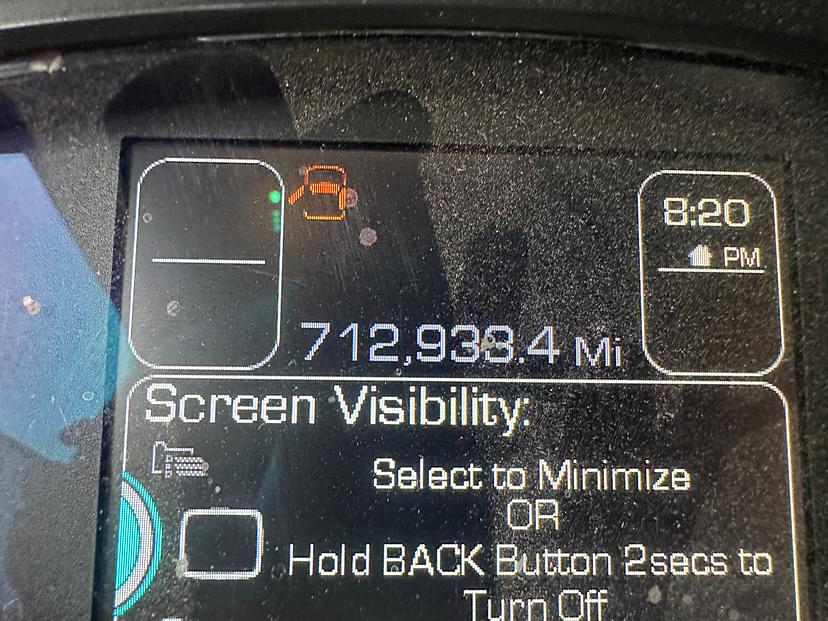 8:20
PM
712,938.4 Mi
Screen Visibility:
Select to Minimize
OR
Hold BACK Button 2secs to
Turn Off